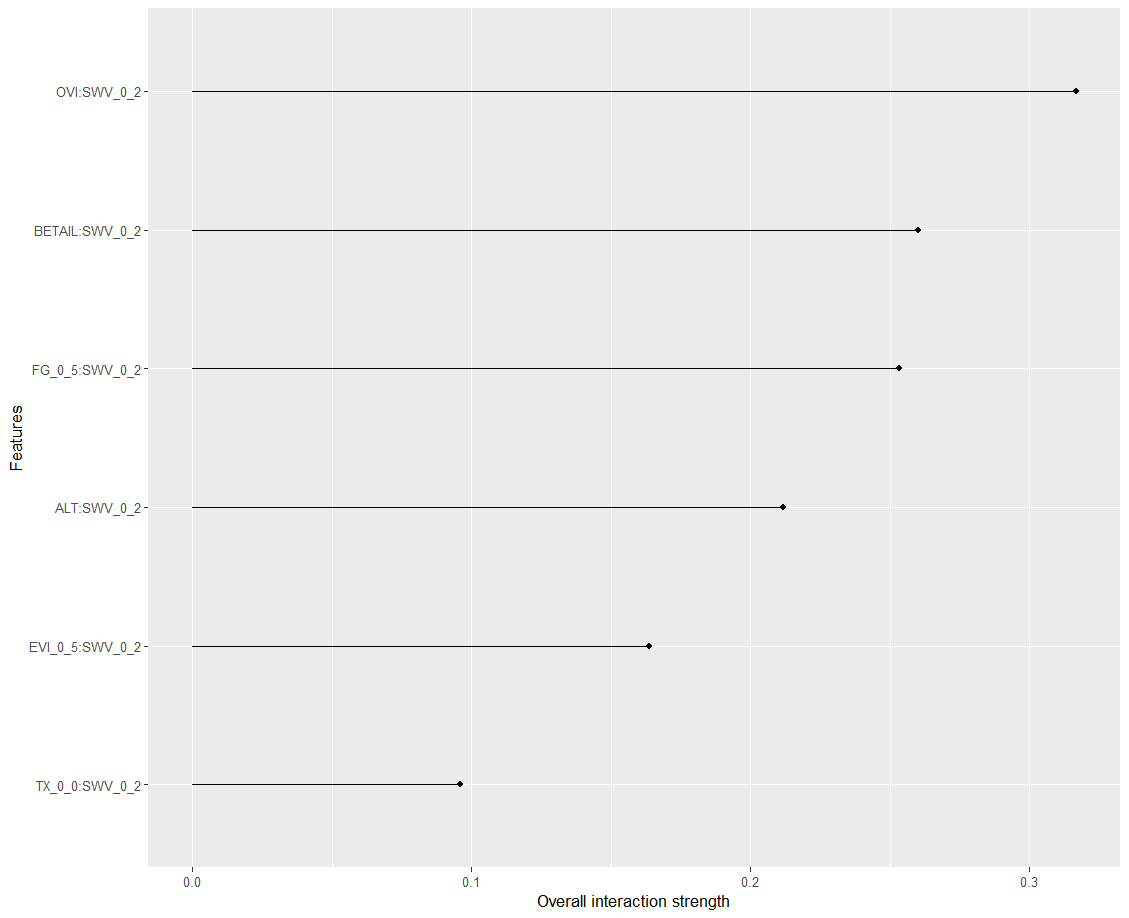 OVI:SWV_0_2
BETAIL:SWV_0_2
FG_0_5:SWV_0_2
ALT:SWV_0_2
EVI_0_5:SWV_0_2
TX_0_0:SWV_0_2
Features
0.0 0.1 0.2 0.3
Overall interaction strength